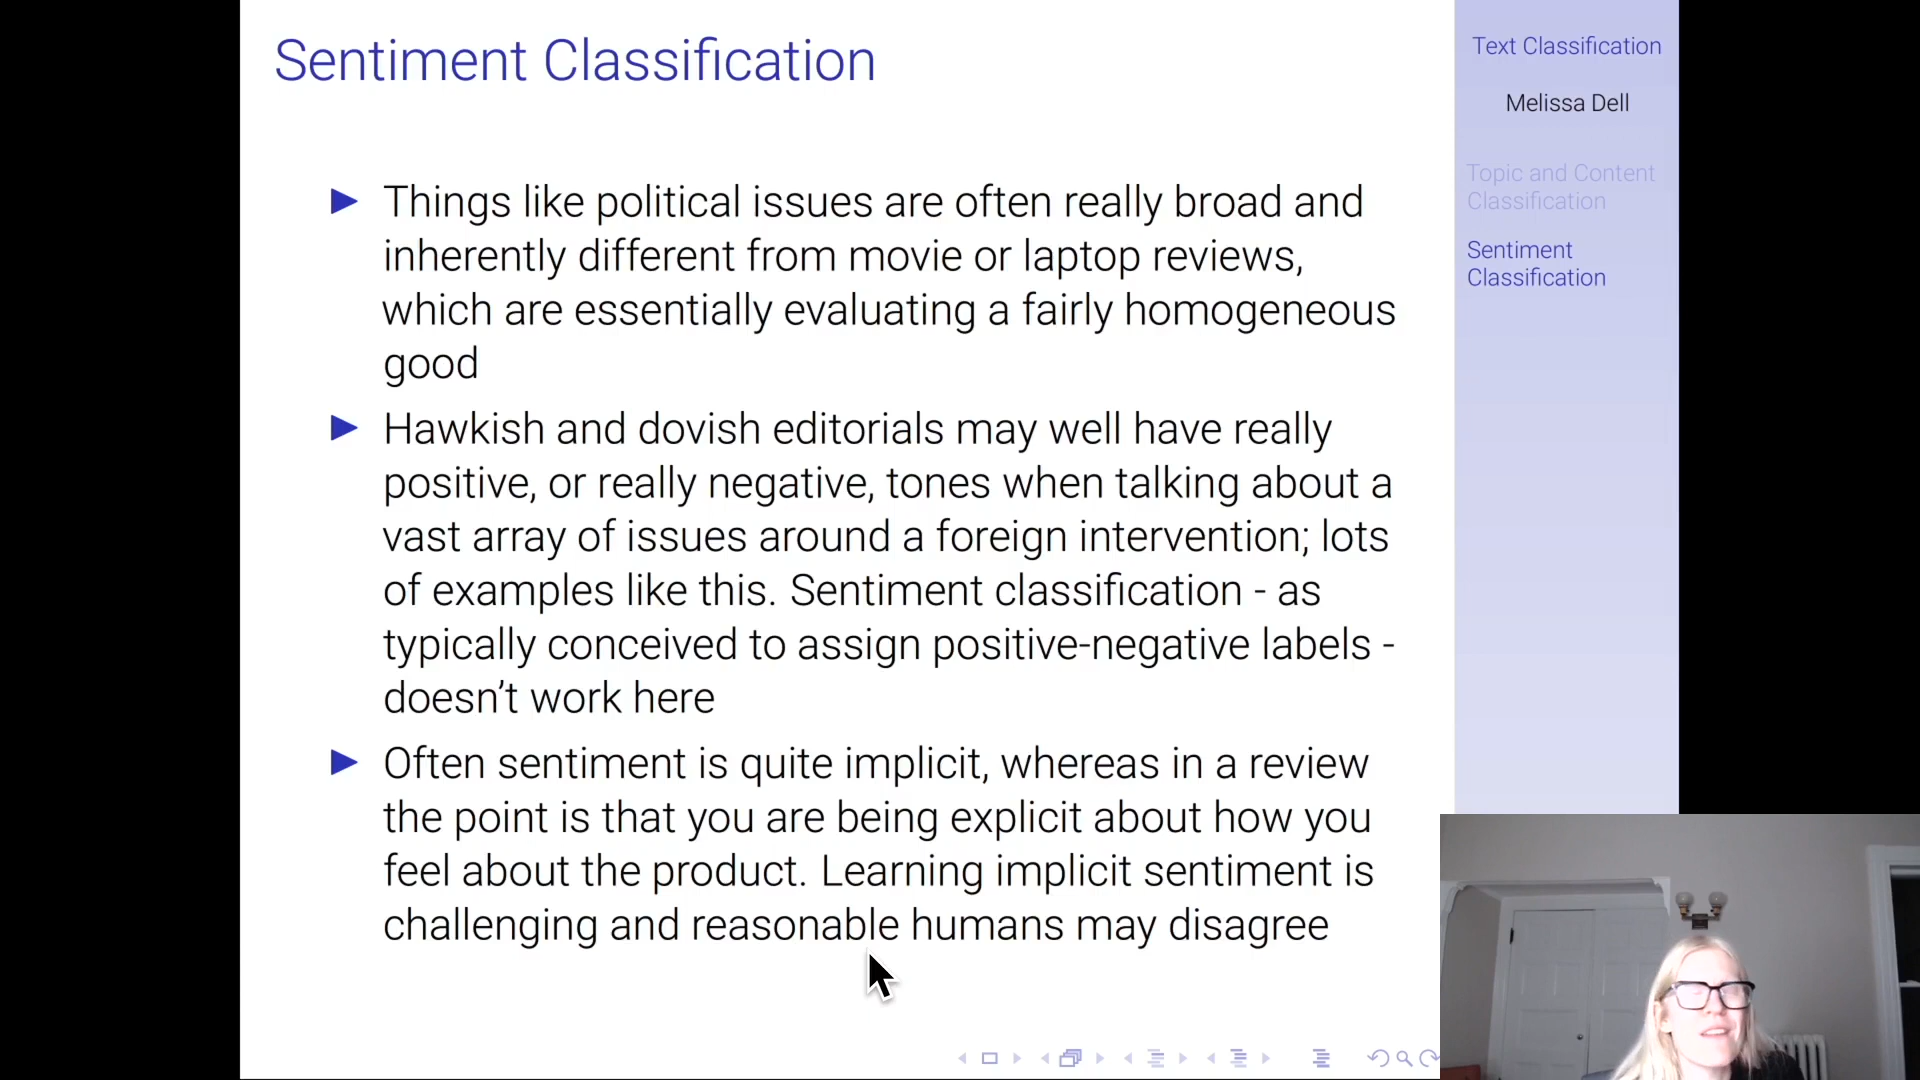 Sentiment Classification
Things like political issues are often really broad and
inherently different from movie or laptop reviews,
which are essentially evaluating a fairly homogeneous
good
Hawkish and dovish editorials may well have really
positive, or really negative, tones when talking about a
vast array of issues around a foreign intervention; lots
of examples like this. Sentiment classification - as
typically conceived to assign positive-negative labels -
doesn't work here
Often sentiment is quite implicit, whereas in a review
the point is that you are being explicit about how you
feel about the product. Learning implicit sentiment is
challenging and reasonable humans may disagree
Text Classification
Melissa Dell
Topic and Content
Classification
Sentiment
Classification